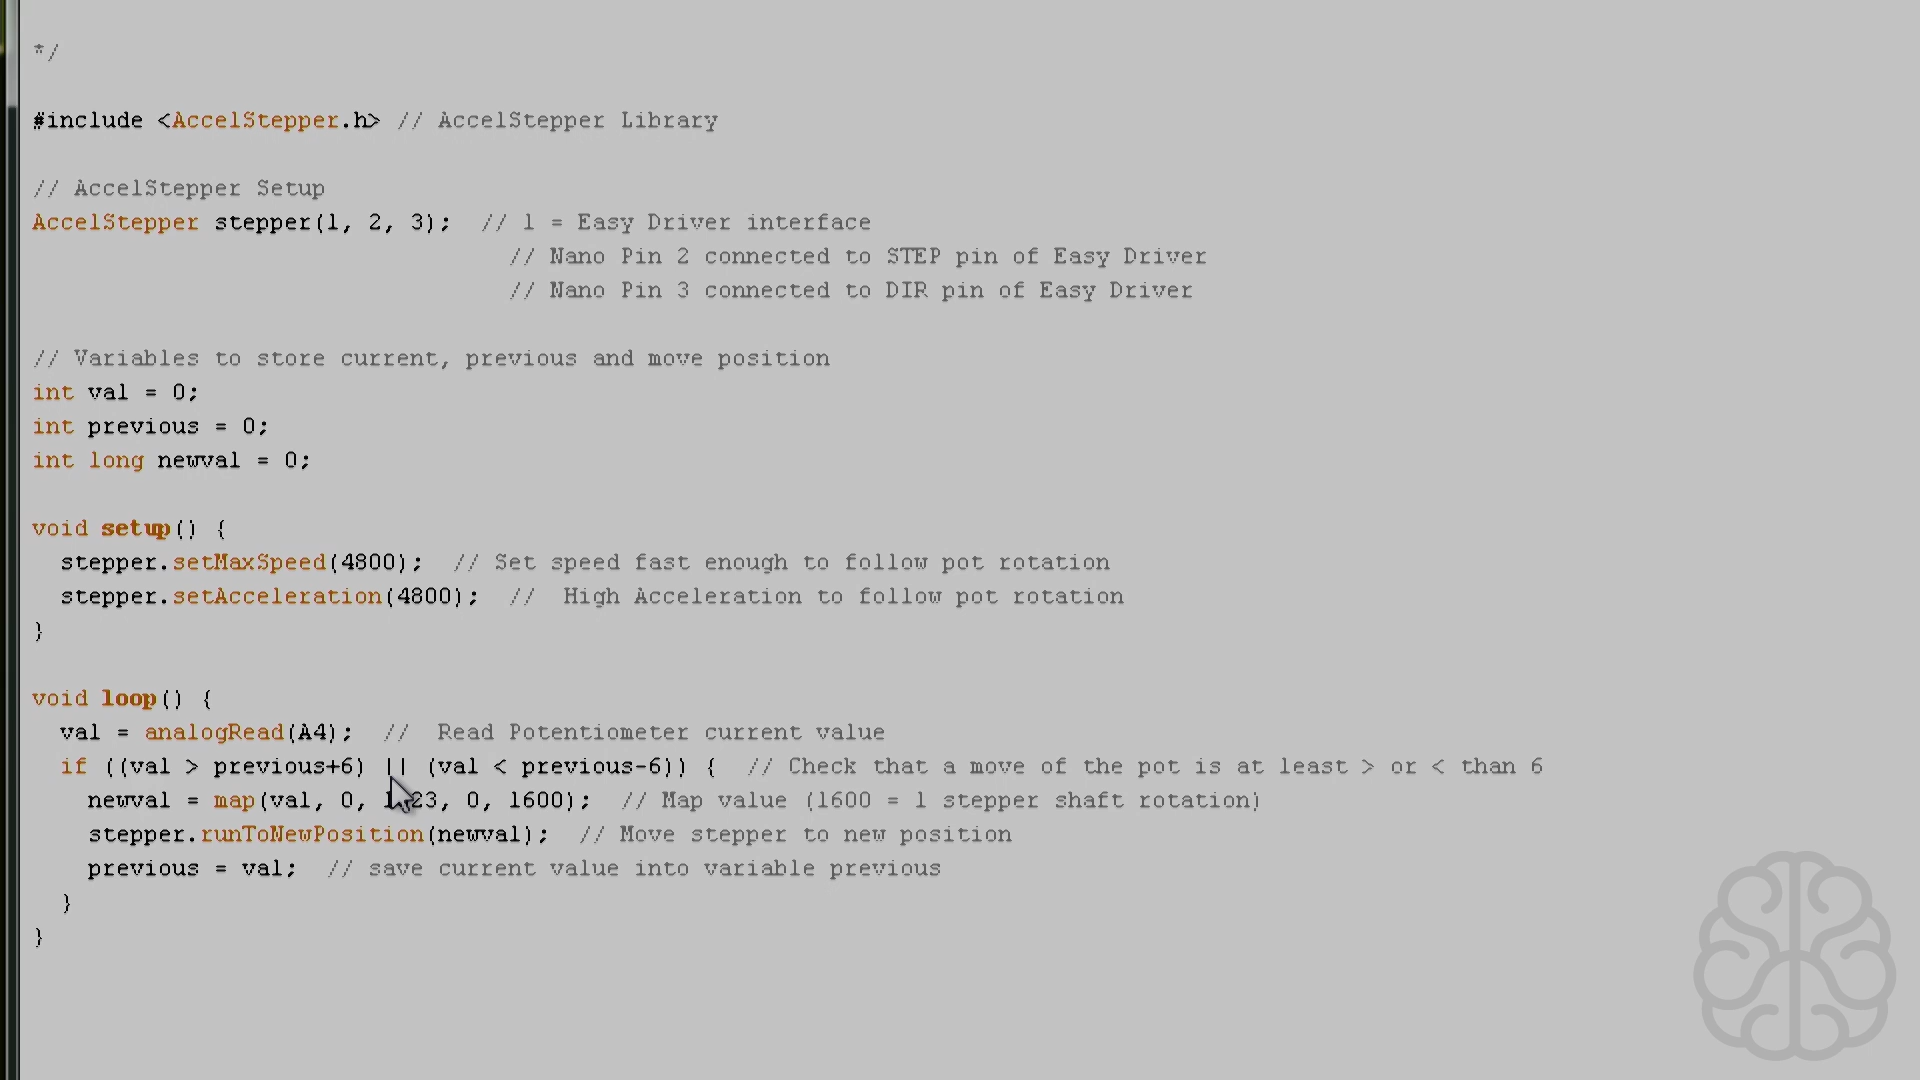 */
#include <AccelStepper.h> // AccelStepper Library
// AccelStepper Setup
AccelStepper stepper(1, 2, 3);  // 1 = Easy Driver interface
// Nano Pin 2 connected to STEP pin of Easy Driver
// Nano Pin 3 connected to DIR pin of Easy Driver
// Variables to store current, previous and move position
int val = 0;
int previous = 0;
int long newval = 0;
void setup() {
stepper.setMaxSpeed(4800);  // Set speed fast enough to follow pot rotation
stepper.setAcceleration(4800);  //  High Acceleration to follow pot rotation
}
void loop() {
val = analogRead(A4);  //  Read Potentiometer current value
if ((val > previous+6) || (val < previous-6)) {  // Check that a move of the pot is at least > or < than 6
newval = map(val, 0, 23, 0, 1600);  // Map value (1600 = 1 stepper shaft rotation)
stepper.runToNewPosition(newval);  // Move stepper to new position
previous = val;  // save current value into variable previous
}
}